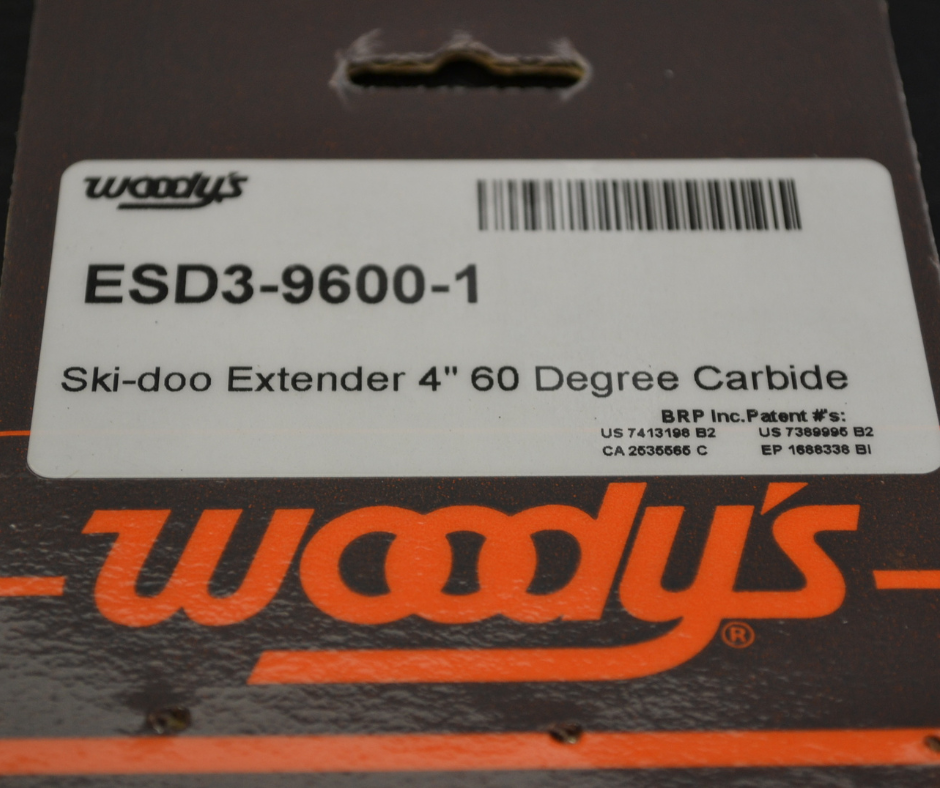 woody's
ESD3-9600-1
Ski-doo Extender 4" 60 Degree Carbide
BRP Inc.Patent #'s:
US 7413196 B2 US 7389995 B2
CA 2535565 C EP 1688338 BI
woody's®